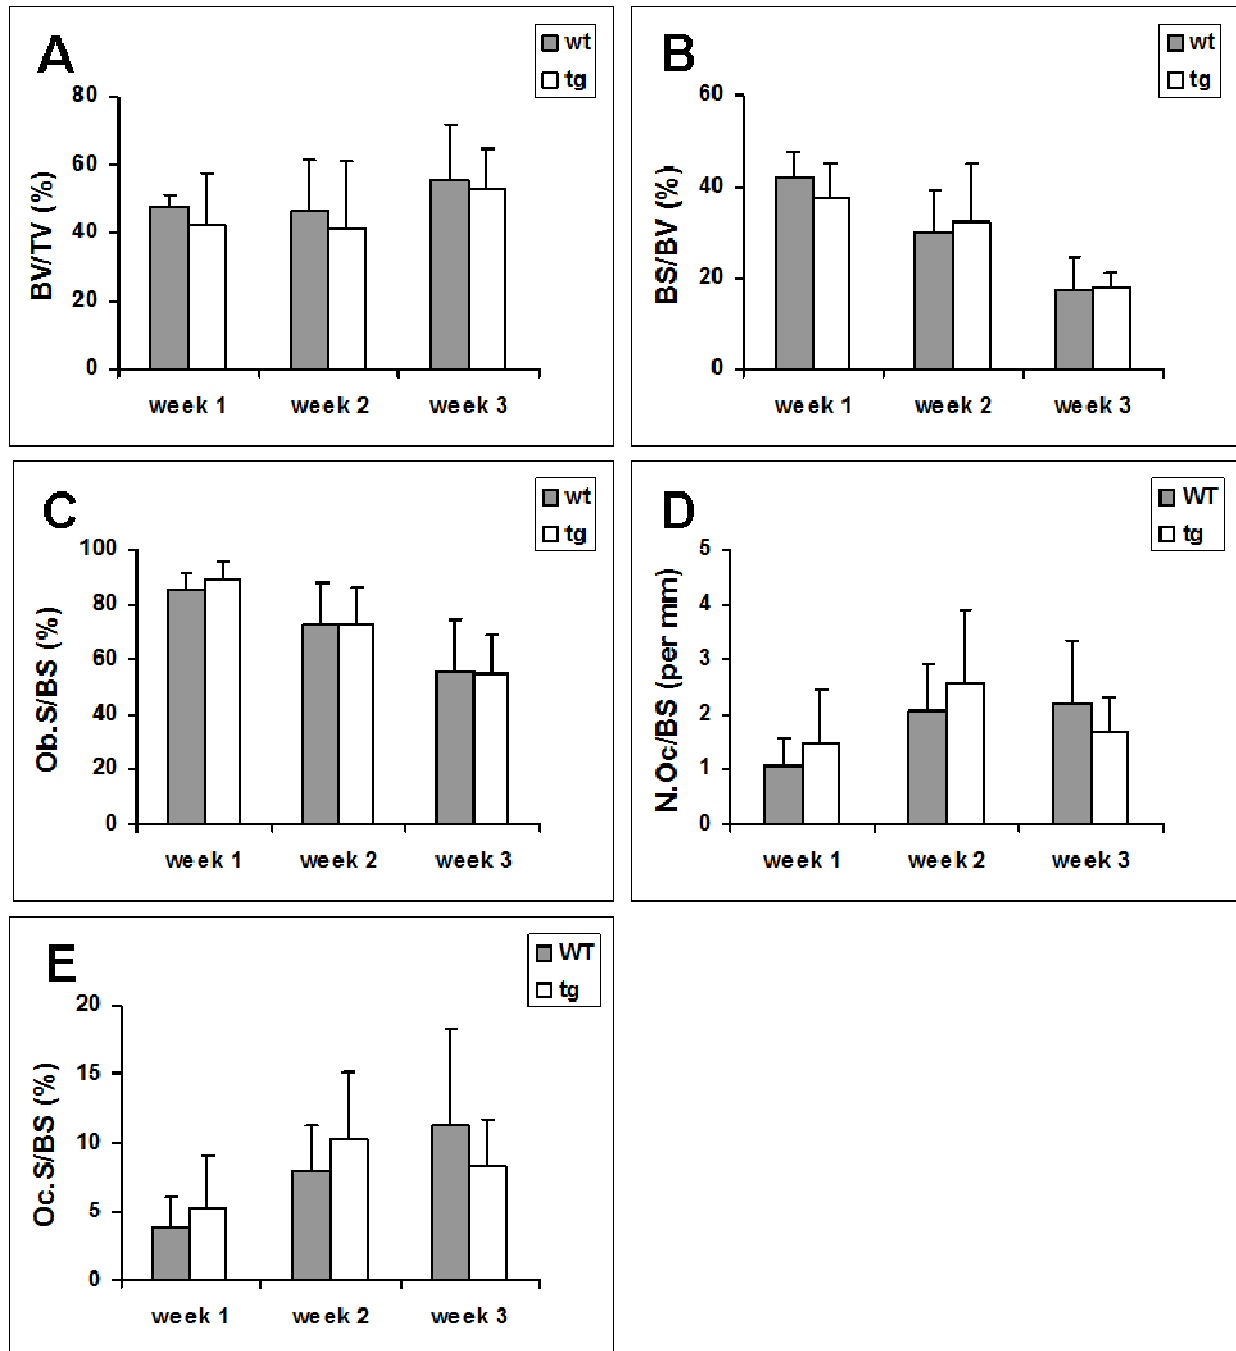 A
wt
tg
BV/TV (%)
80
60
40
20
0
week 1 week 2 week 3
B
wt
tg
BS/BV (%)
60
40
20
0
week 1 week 2 week 3
C
wt
tg
Ob.S/BS (%)
100
80
60
40
20
0
week 1 week 2 week 3
D
WT
tg
N.Oc/BS (per mm)
5
4
3
2
1
0
week 1 week 2 week 3
E
WT
tg
Oc.S/BS (%)
20
15
10
5
0
week 1 week 2 week 3